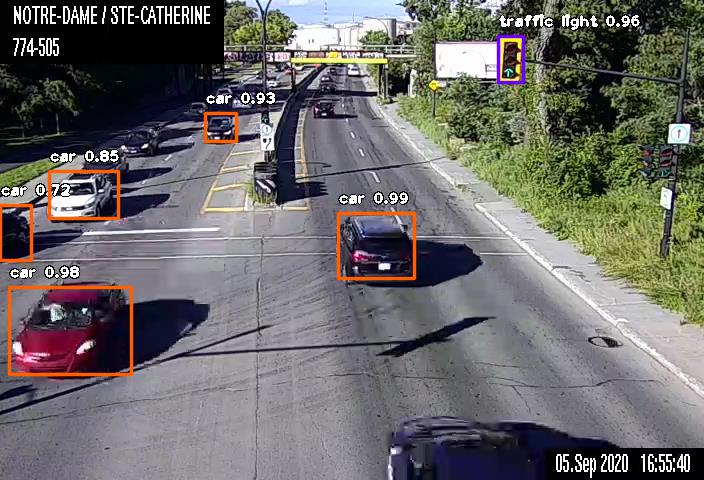 NOTRE-DAME / STE-CATHERINE
774-505
traffic light 0.96
car 0.93
car 0.85
car 0.72
car 0.99
car 0.98
05.Sep 2020 16:55:40